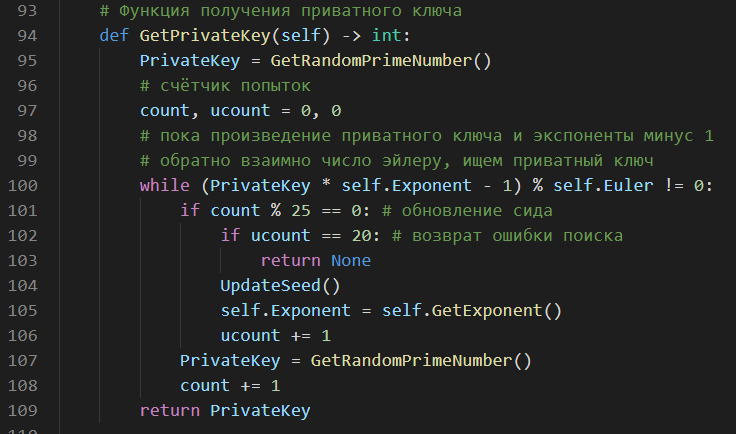 93 # Функция получения приватного ключа
94 def GetPrivateKey(self) -> int:
95 PrivateKey = GetRandomPrimeNumber()
96 # счётчик попыток
97 count, ucount = 0, 0
98 # пока произведение приватного ключа и экспоненты минус 1
99 # обратно взаимно число эйлеру, ищем приватный ключ
100 while (PrivateKey * self.Exponent - 1) % self.Euler != 0:
101 if count % 25 == 0: # обновление сида
102 if ucount == 20: # возврат ошибки поиска
103 return None
104 UpdateSeed()
105 self.Exponent = self.GetExponent()
106 ucount += 1
107 PrivateKey = GetRandomPrimeNumber()
108 count += 1
109 return PrivateKey